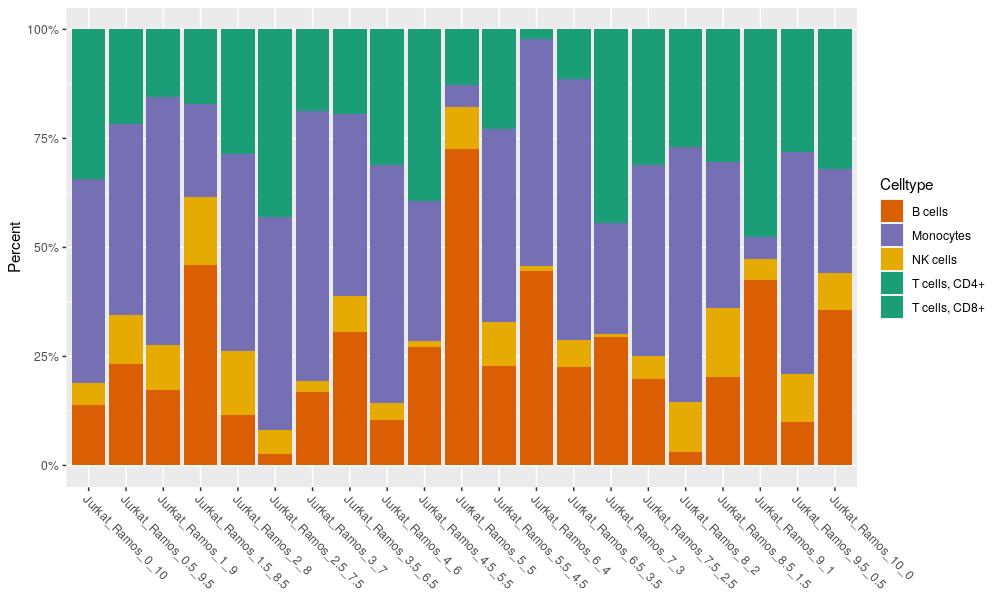 100%
75%
50%
25%
0%
Percent
Jurkat_Ramos_0_10
Jurkat_Ramos_0.5_9.5
Jurkat_Ramos_1_9
Jurkat_Ramos_1.5_8.5
Jurkat_Ramos_2_8
Jurkat_Ramos_2.5_7.5
Jurkat_Ramos_3_7
Jurkat_Ramos_3.5_6.5
Jurkat_Ramos_4_6
Jurkat_Ramos_4.5_5.5
Jurkat_Ramos_5_5
Jurkat_Ramos_5.5_4.5
Jurkat_Ramos_6_4
Jurkat_Ramos_6.5_3.5
Jurkat_Ramos_7_3
Jurkat_Ramos_7.5_2.5
Jurkat_Ramos_8_2
Jurkat_Ramos_8.5_1.5
Jurkat_Ramos_9_1
Jurkat_Ramos_9.5_0.5
Jurkat_Ramos_10_0
Celltype
B cells
Monocytes
NK cells
T cells, CD4+
T cells, CD8+